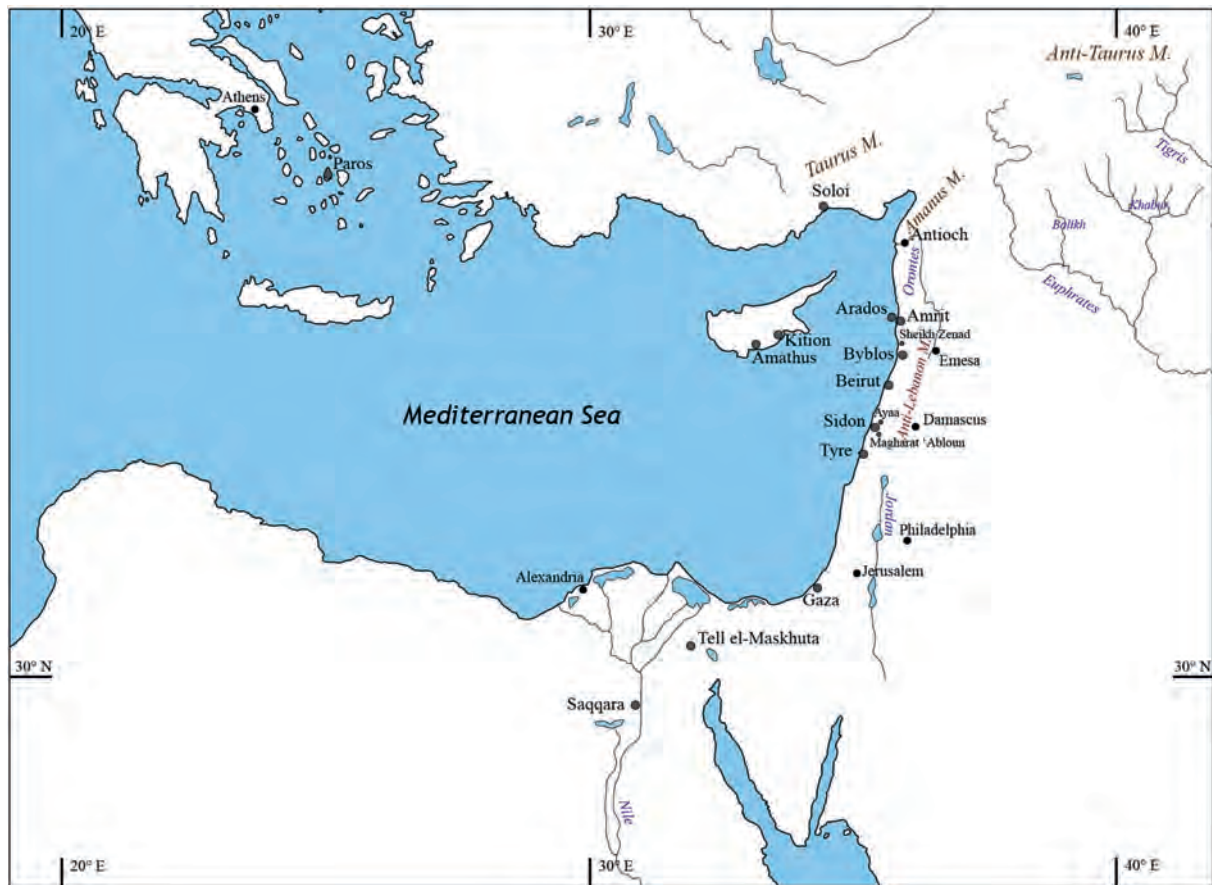 20° E
30° E
40° E
Anti-Taurus M.
Athens
Tigris
Paros
Taurus M.
Soloi
Khabur
Amanus M.
Balikh
Antioch
Orontes
Euphrates
Arados
Amrit
Sheikh Zenad
Kition
Amathus
Byblos
Emesa
Beirut
Anti-Lebanon M.
Mediterranean Sea
Ayaa
Sidon
Damascus
Magharat ‘Abloun
Tyre
Jordan
Philadelphia
Jerusalem
Alexandria
Gaza
Tell el-Maskhuta
30° N
30° N
Saqqara
Nile
20° E
30° E
40° E